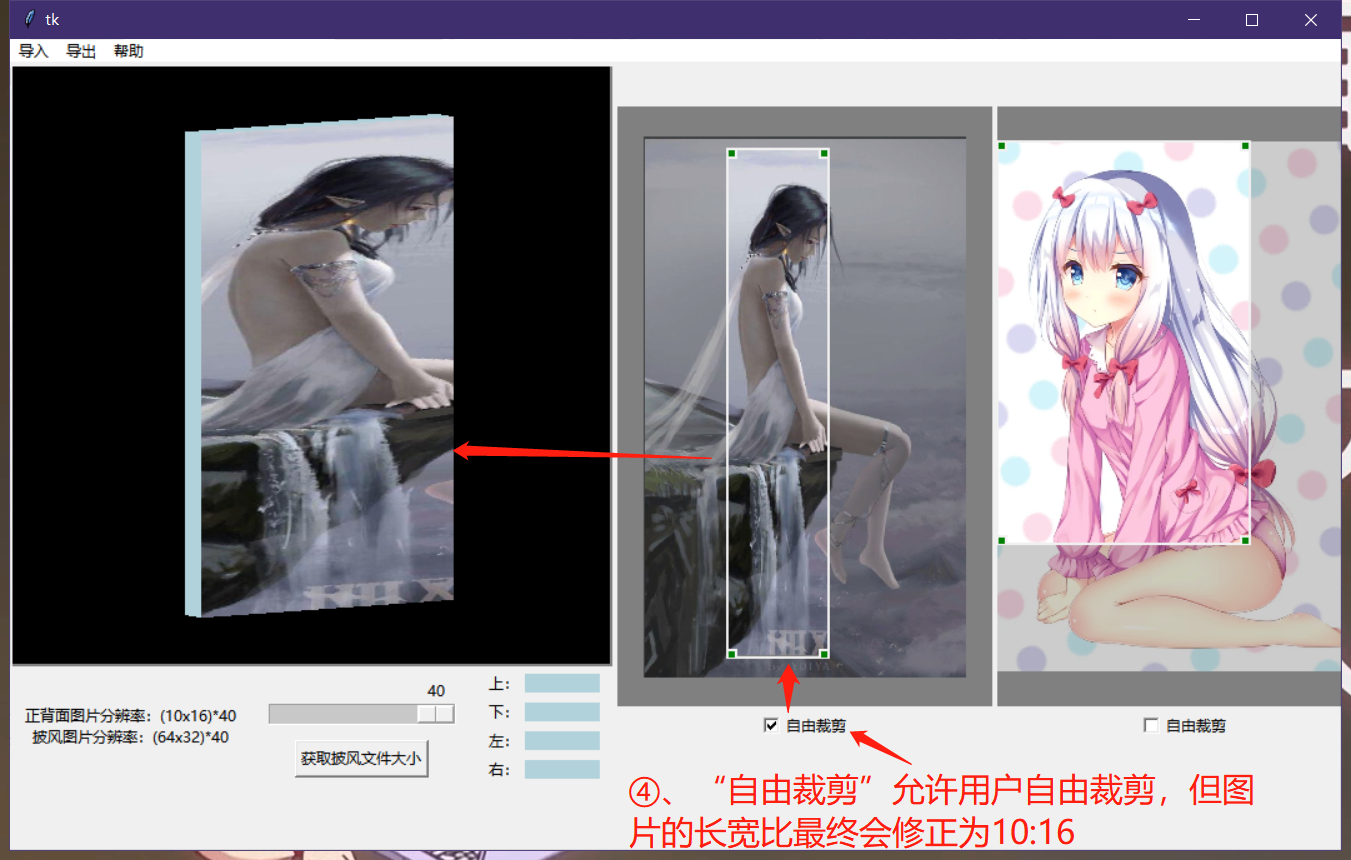 tk
导入 导出 帮助
40
正背面图片分辨率：(10x16)*40
披风图片分辨率：(64x32)*40
获取披风文件大小
上：
下：
左：
右：
自由裁剪
自由裁剪
④、“自由裁剪”允许用户自由裁剪，但图
片的长宽比最终会修正为10:16